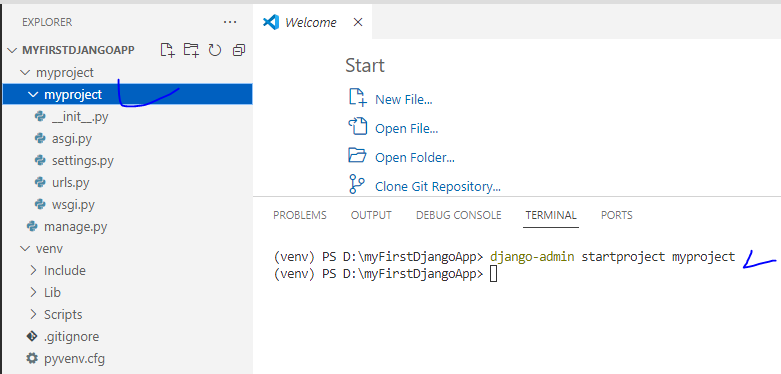 EXPLORER
MYFIRSTDJANGOAPP
myproject
myproject
__init__.py
asgi.py
settings.py
urls.py
wsgi.py
manage.py
venv
Include
Lib
Scripts
.gitignore
pyvenv.cfg
Welcome
Start
New File...
Open File...
Open Folder...
Clone Git Repository...
PROBLEMS OUTPUT DEBUG CONSOLE TERMINAL PORTS
(venv) PS D:\myFirstDjangoApp> django-admin startproject myproject
(venv) PS D:\myFirstDjangoApp>